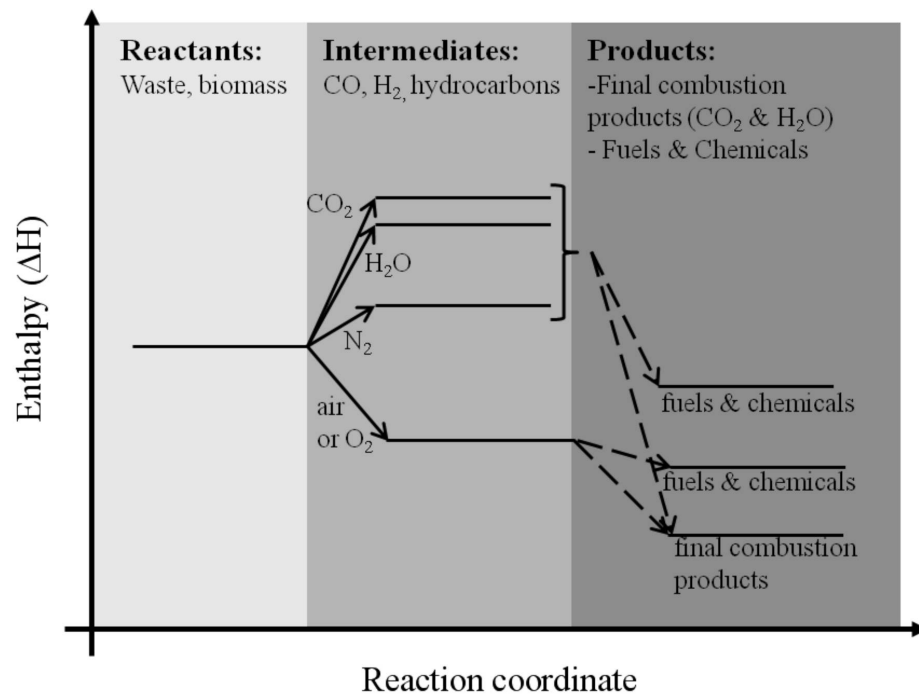 Reactants:
Waste, biomass
Intermediates:
CO, H₂, hydrocarbons
Products:
-Final combustion
products (CO₂ & H₂O)
- Fuels & Chemicals
Enthalpy (ΔH)
CO₂
H₂O
N₂
air
or O₂
fuels & chemicals
fuels & chemicals
final combustion
products
Reaction coordinate